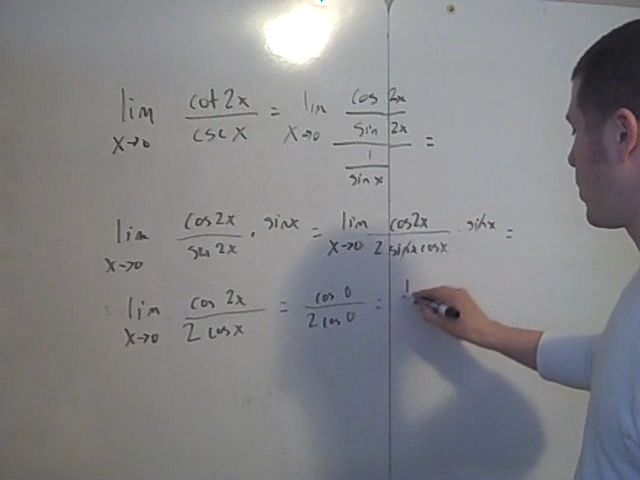 lim x→0 cot 2x / csc x = lim x→0 (cos 2x / sin 2x) / (1 / sin x) =
lim x→0 cos 2x / sin 2x · sin x = lim x→0 cos 2x / 2 sin x cos x · sin x =
lim x→0 cos 2x / 2 cos x = cos 0 / 2 cos 0 = 1